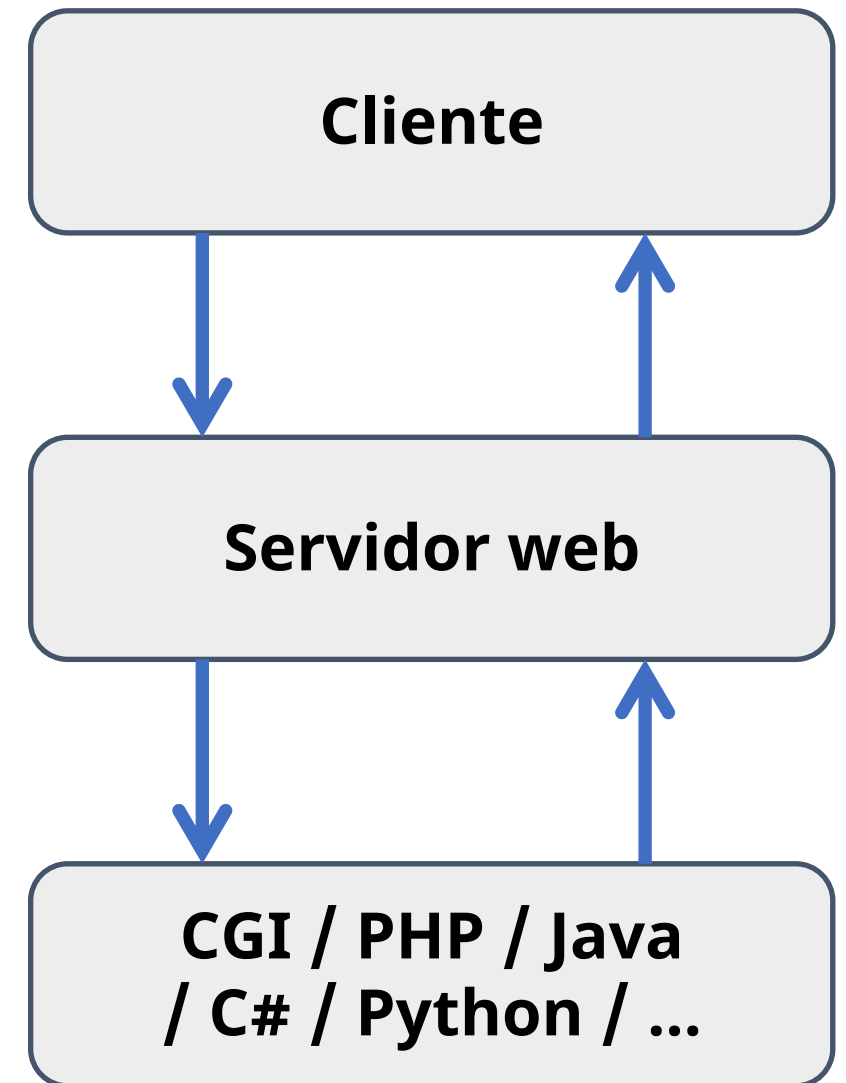 Cliente
Servidor web
CGI / PHP / Java
/ C# / Python / ...